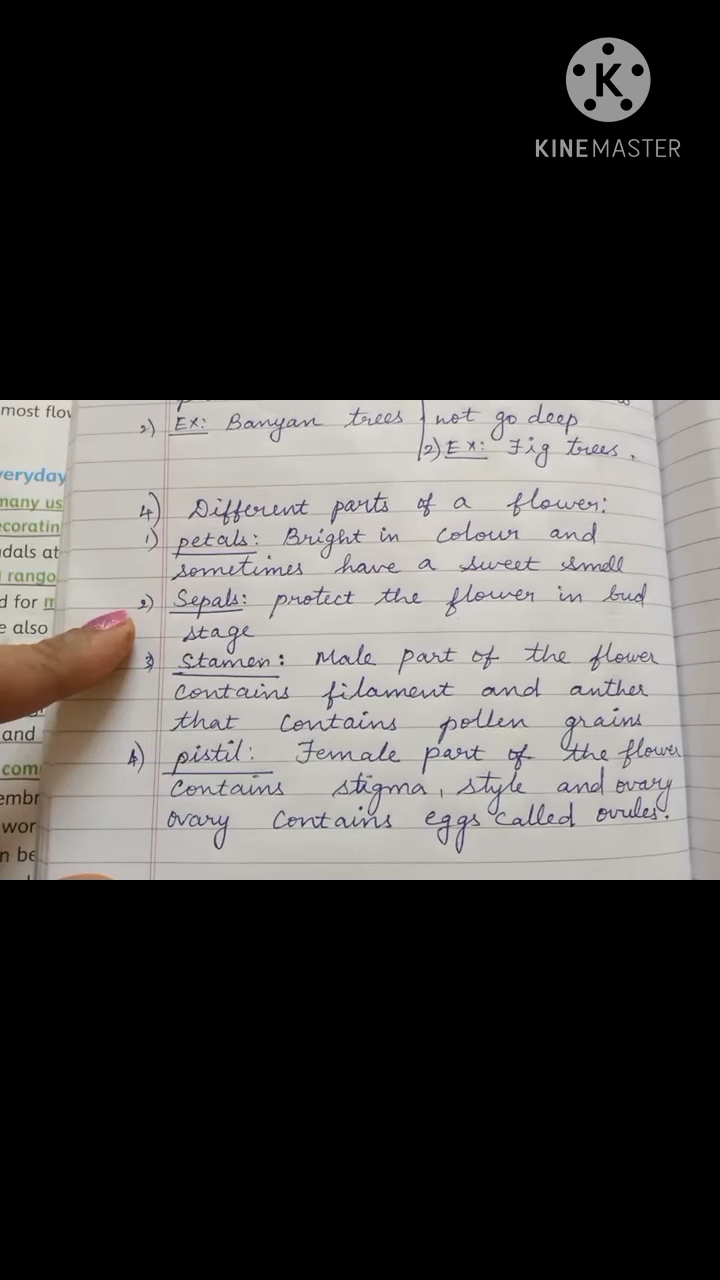 K
KINEMASTER
most flow
2) Ex: Banyan trees
not go deep
2) Ex: Fig trees.
everyday
many us
ecoratin
dals at
rango
d for m
e also
and
com
embr
wor
n be
4) Different parts of a flower:
1) petals: Bright in colour and
sometimes have a sweet smell
2) Sepals: protect the flower in bud
stage
3) Stamen: Male part of the flower
contains filament and anther
that contains pollen grains
4) pistil: Female part of the flower
contains stigma, style and ovary
ovary contains eggs called ovules.